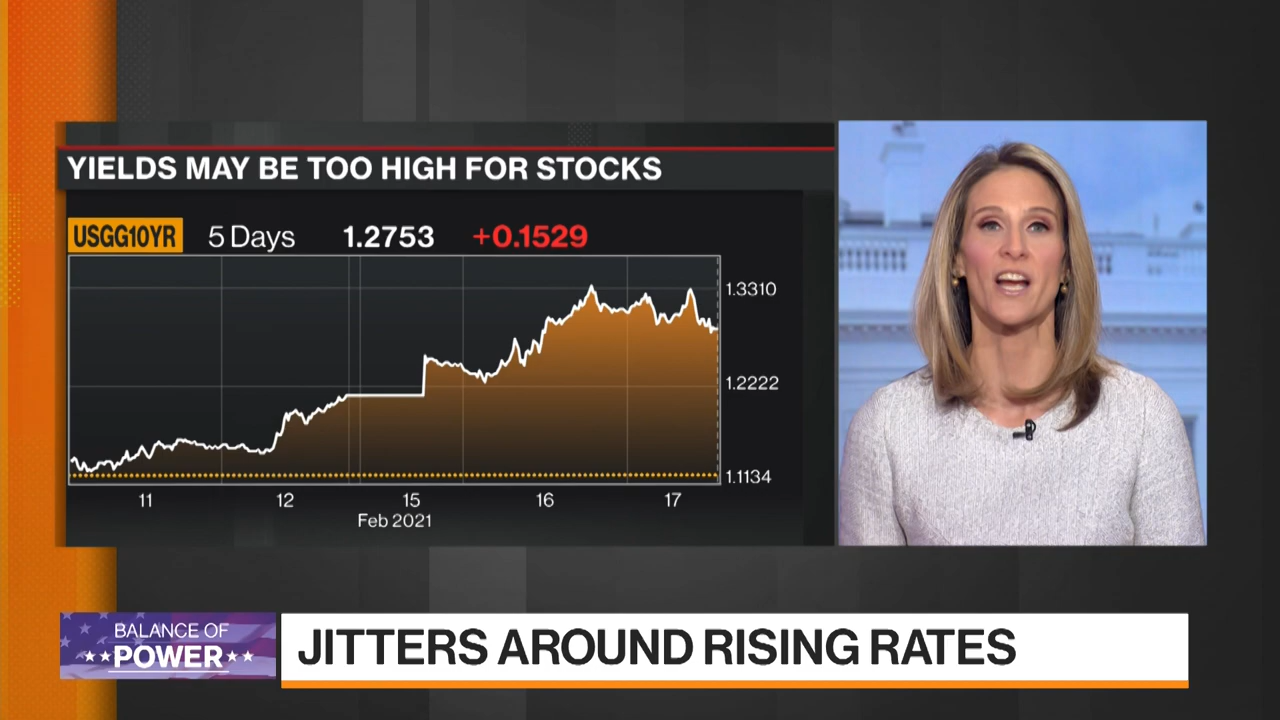 YIELDS MAY BE TOO HIGH FOR STOCKS
USGG10YR 5 Days 1.2753 +0.1529
1.3310
1.2222
1.1134
11 12 15 16 17
Feb 2021
BALANCE OF
POWER
JITTERS AROUND RISING RATES